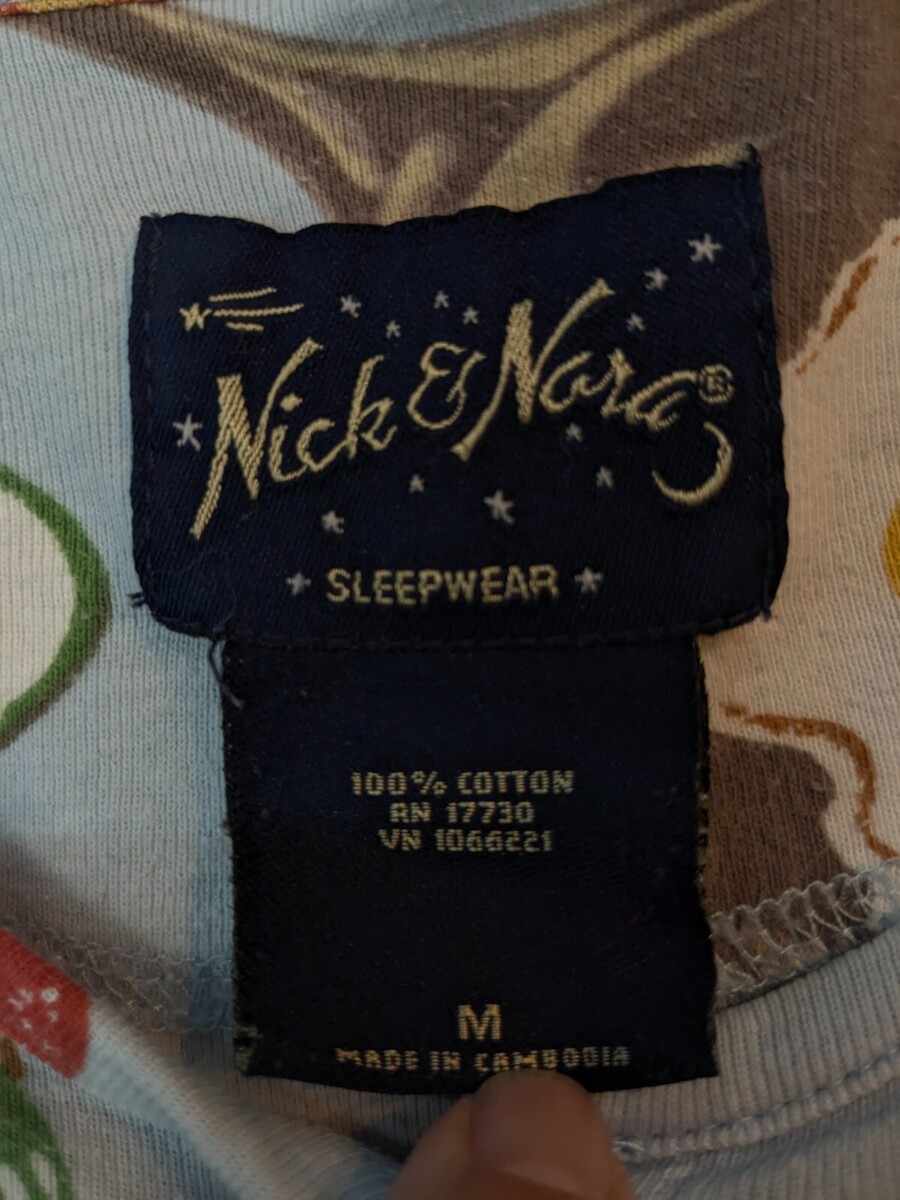 Nick & Nora®
SLEEPWEAR
100% COTTON
RN 17730
VN 1066221
M
MADE IN CAMBODIA